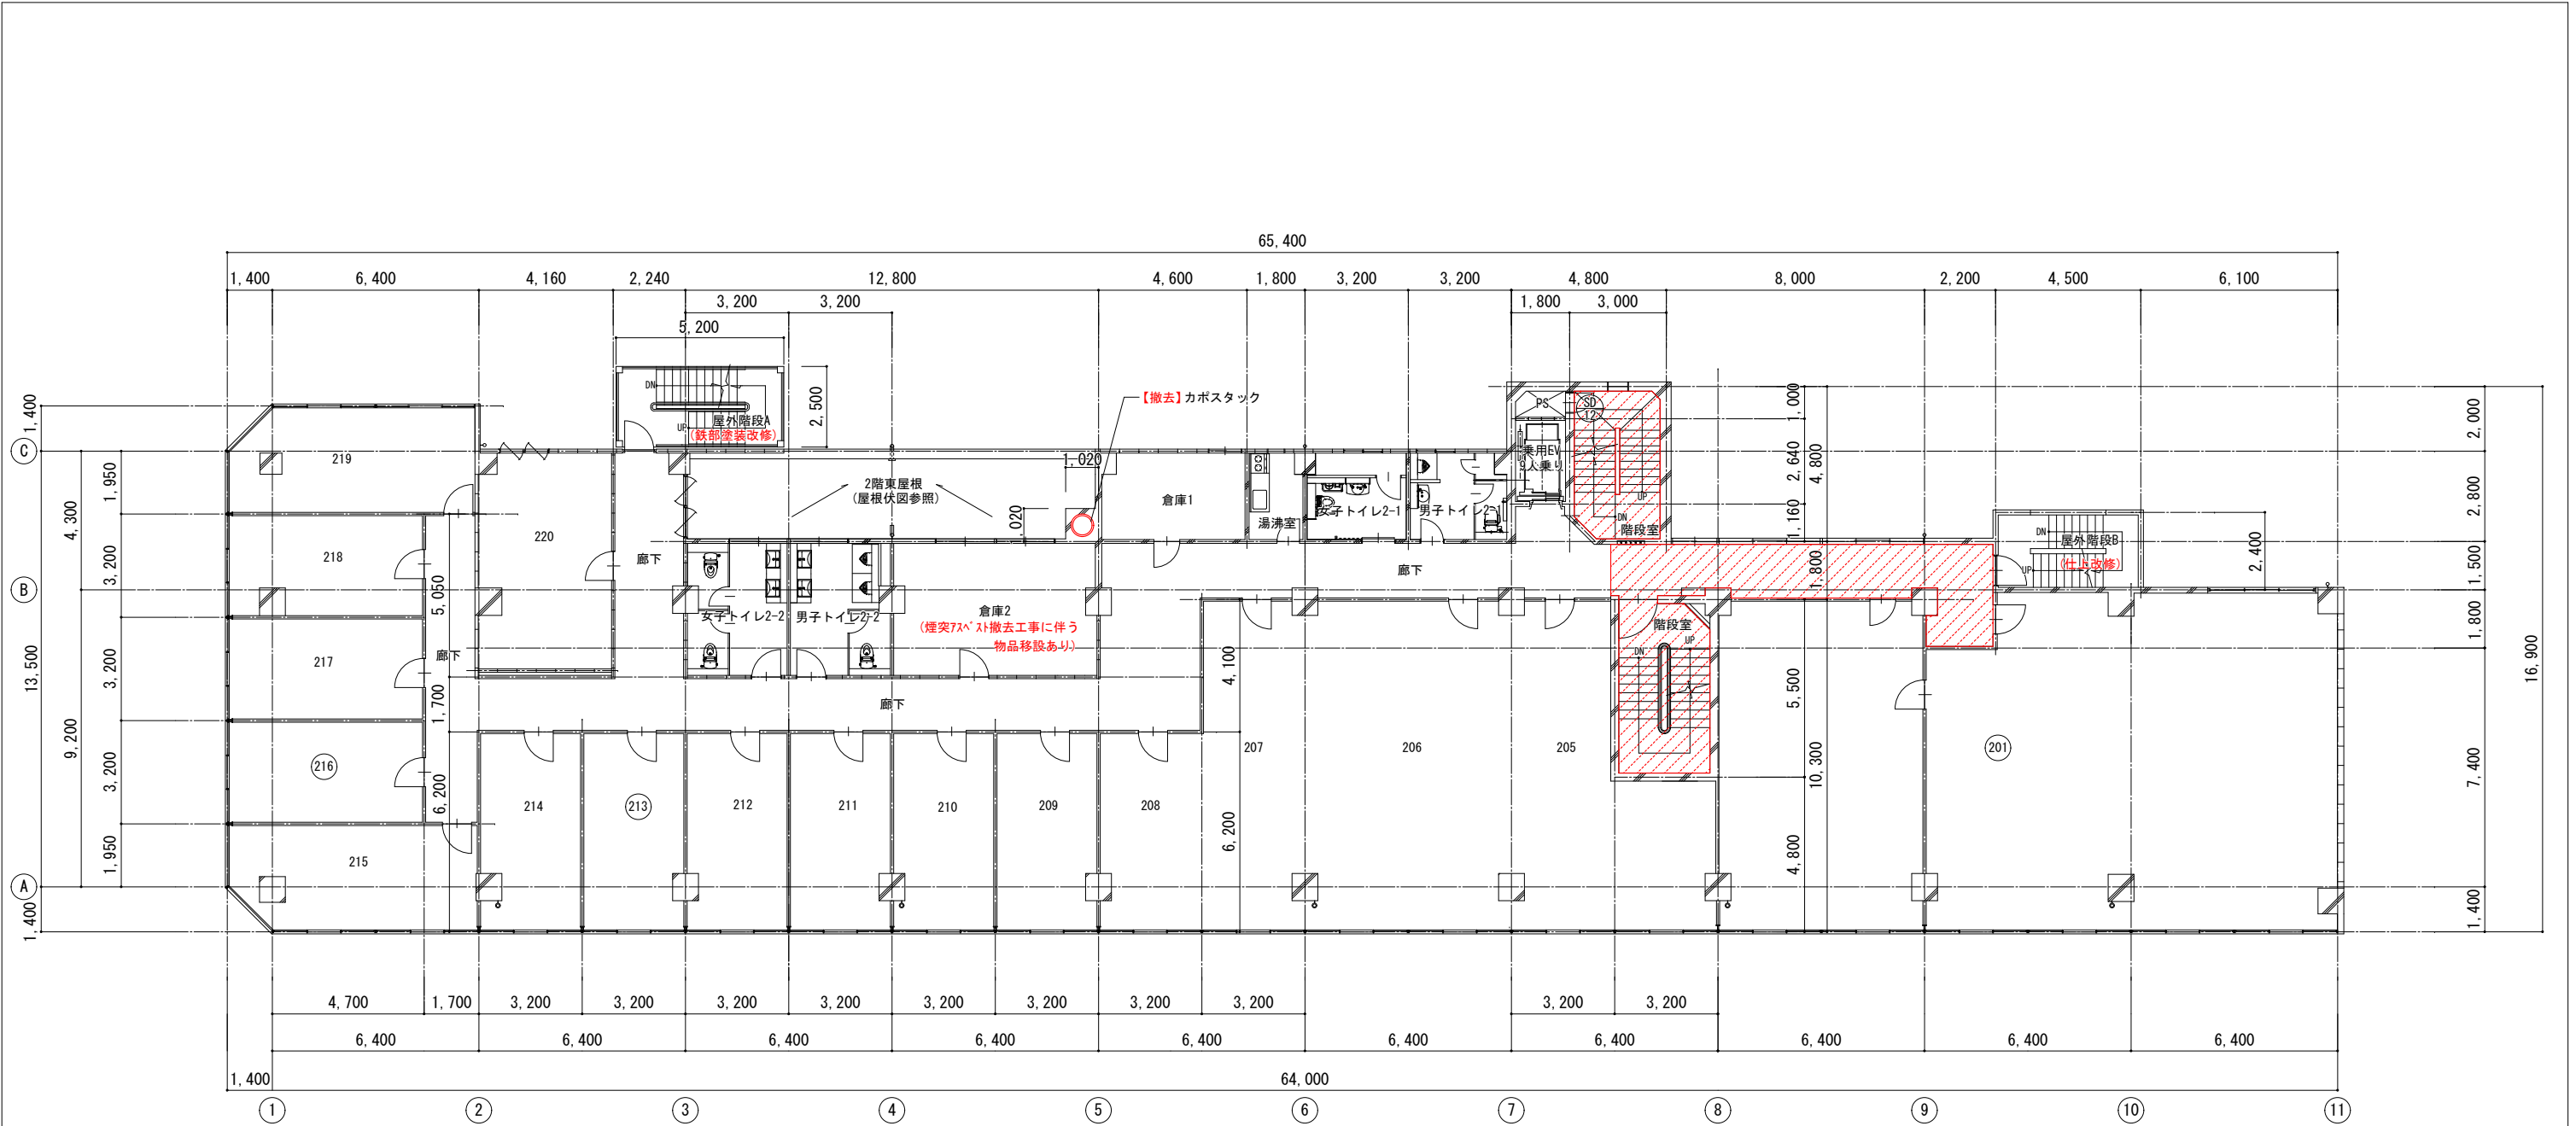 65,400
1,400 6,400 4,160 2,240 12,800 4,600 1,800 3,200 3,200 4,800 8,000 2,200 4,500 6,100
3,200 3,200 1,800 3,000
5,200
2,500
1,400
1,950
4,300
3,200
3,200
13,500
9,200
3,200
1,950
1,400
C
B
A
DN
UP
屋外階段A
(鉄部塗装改修)
【撤去】カポスタック
1,020
2階東屋根
(屋根伏図参照)
倉庫1
湯沸室
女子トイレ2-1
男子トイレ2-1
PS
SD
12
乗用EV
9人乗り
UP
DN
階段室
1,000
2,640
4,800
1,160
1,800
DN
UP
屋外階段B
(仕上改修)
2,400
2,000
2,800
1,500
1,800
7,400
1,400
16,900
219
218
217
216
215
220
廊下
廊下
5,050
1,700
6,200
女子トイレ2-2
男子トイレ2-2
倉庫2
(煙突アスベスト撤去工事に伴う
物品移設あり)
廊下
廊下
4,100
6,200
階段室
UP
DN
5,500
10,300
4,800
214
213
212
211
210
209
208
207
206
205
201
4,700 1,700 3,200 3,200 3,200 3,200 3,200 3,200 3,200 3,200 3,200 3,200
6,400 6,400 6,400 6,400 6,400 6,400 6,400 6,400 6,400 6,400
1,400 64,000
1 2 3 4 5 6 7 8 9 10 11